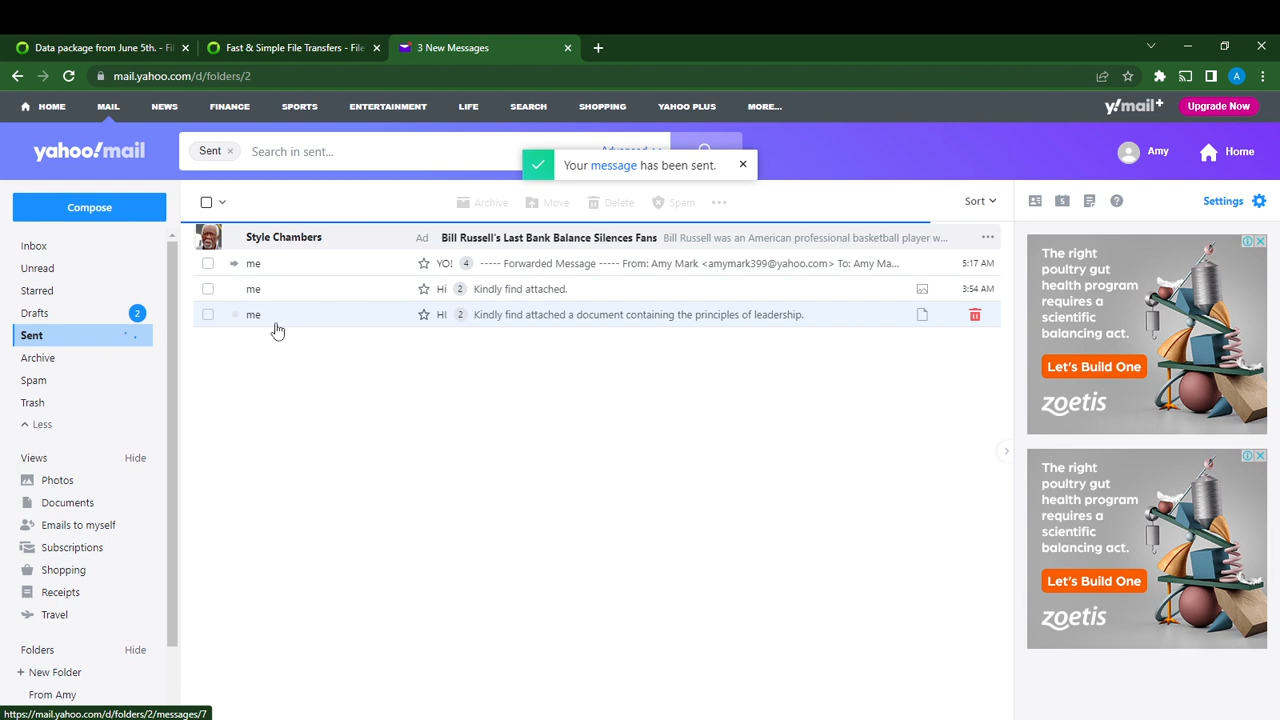 Data package from June 5th. - Fil
Fast & Simple File Transfers - File
3 New Messages
mail.yahoo.com/d/folders/2
A
HOME
MAIL
NEWS
FINANCE
SPORTS
ENTERTAINMENT
LIFE
SEARCH
SHOPPING
YAHOO PLUS
MORE...
y!mail+
Upgrade Now
yahoo!mail
Sent
Search in sent...
Your message has been sent.
Amy
Home
Compose
Archive
Move
Delete
Spam
Sort
Settings
Inbox
Unread
Starred
Drafts 2
Sent
Archive
Spam
Trash
Less
Views Hide
Photos
Documents
Emails to myself
Subscriptions
Shopping
Receipts
Travel
Folders Hide
+ New Folder
From Amy
Style Chambers Ad Bill Russell's Last Bank Balance Silences Fans Bill Russell was an American professional basketball player w...
me YO! 4 ----- Forwarded Message ----- From: Amy Mark <amymark399@yahoo.com> To: Amy Ma... 5:17 AM
me Hi 2 Kindly find attached. 3:54 AM
me HI 2 Kindly find attached a document containing the principles of leadership.
The right
poultry gut
health program
requires a
scientific
balancing act.
Let's Build One
zoetis
The right
poultry gut
health program
requires a
scientific
balancing act.
Let's Build One
zoetis
https://mail.yahoo.com/d/folders/2/messages/7